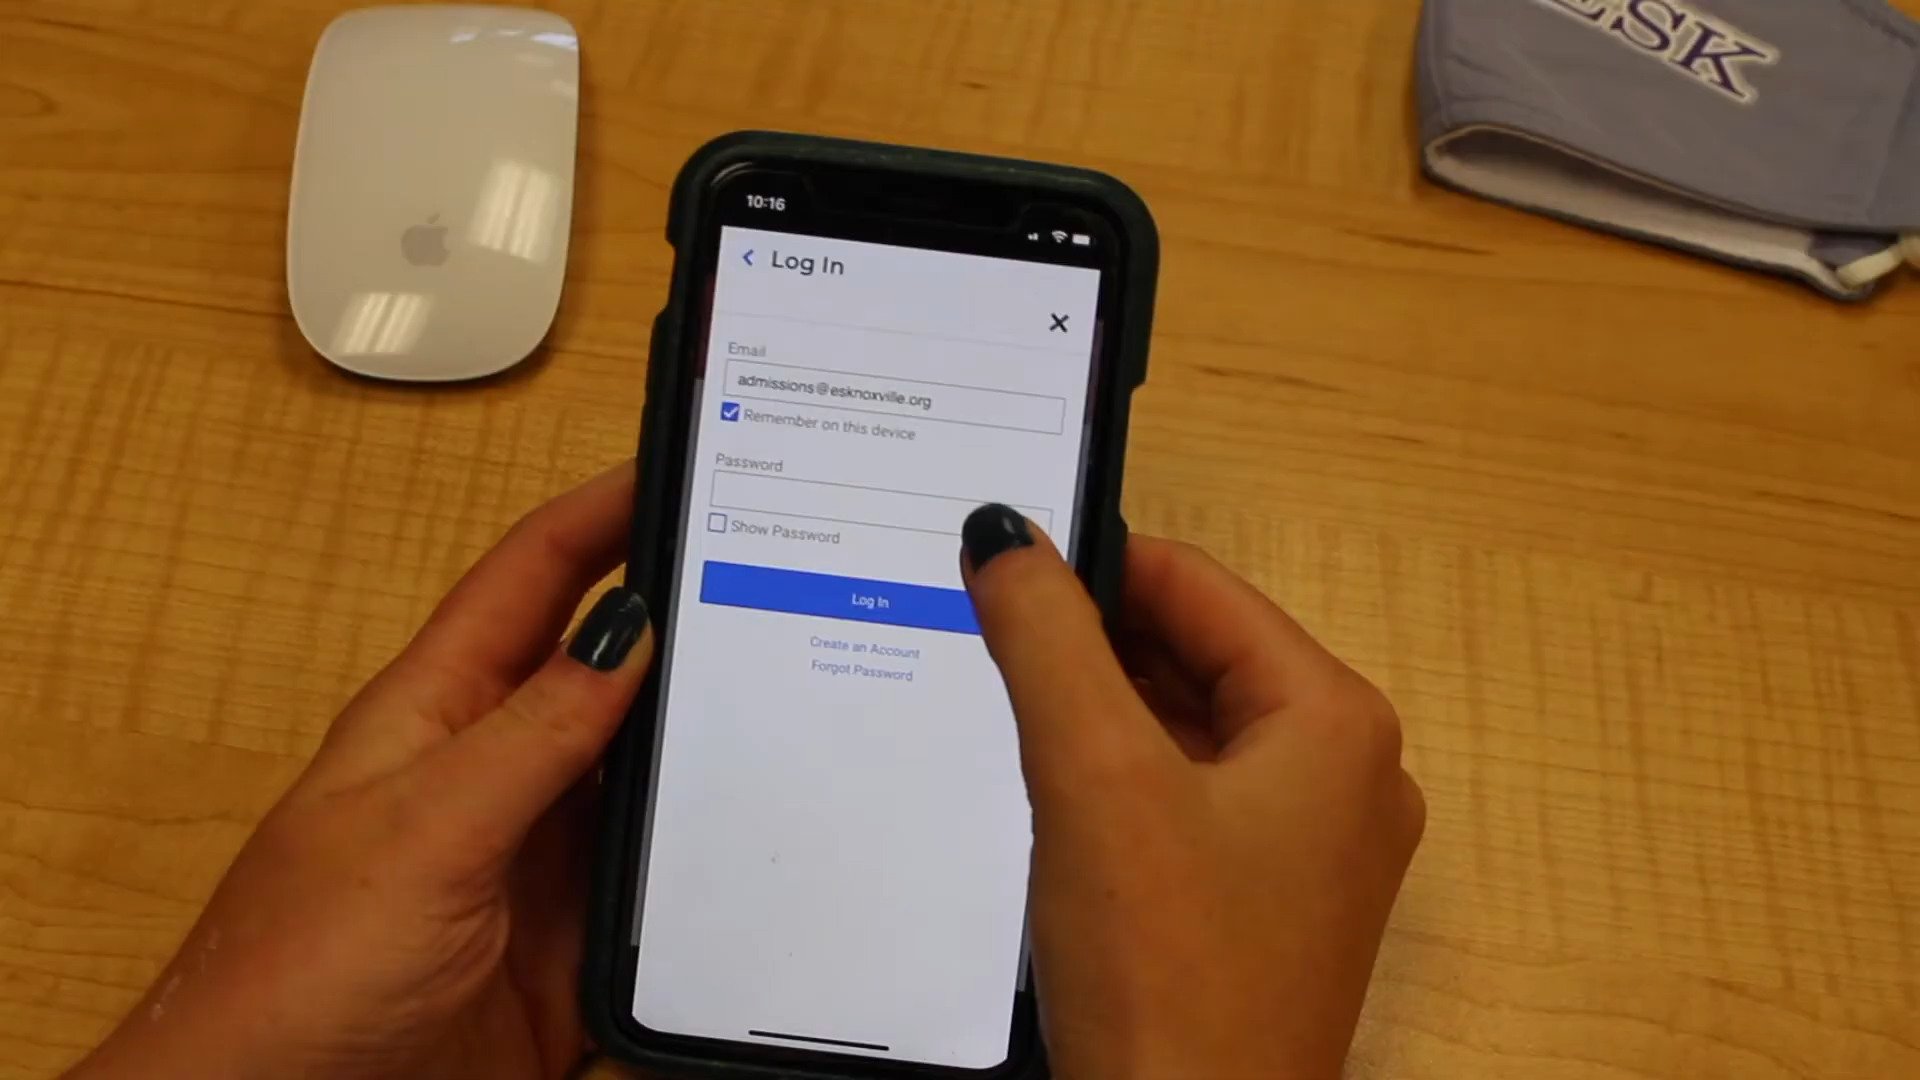 ESK
10:16
Log In
Email
admissions@esknoxville.org
Remember on this device
Password
Show Password
Log In
Create an Account
Forgot Password